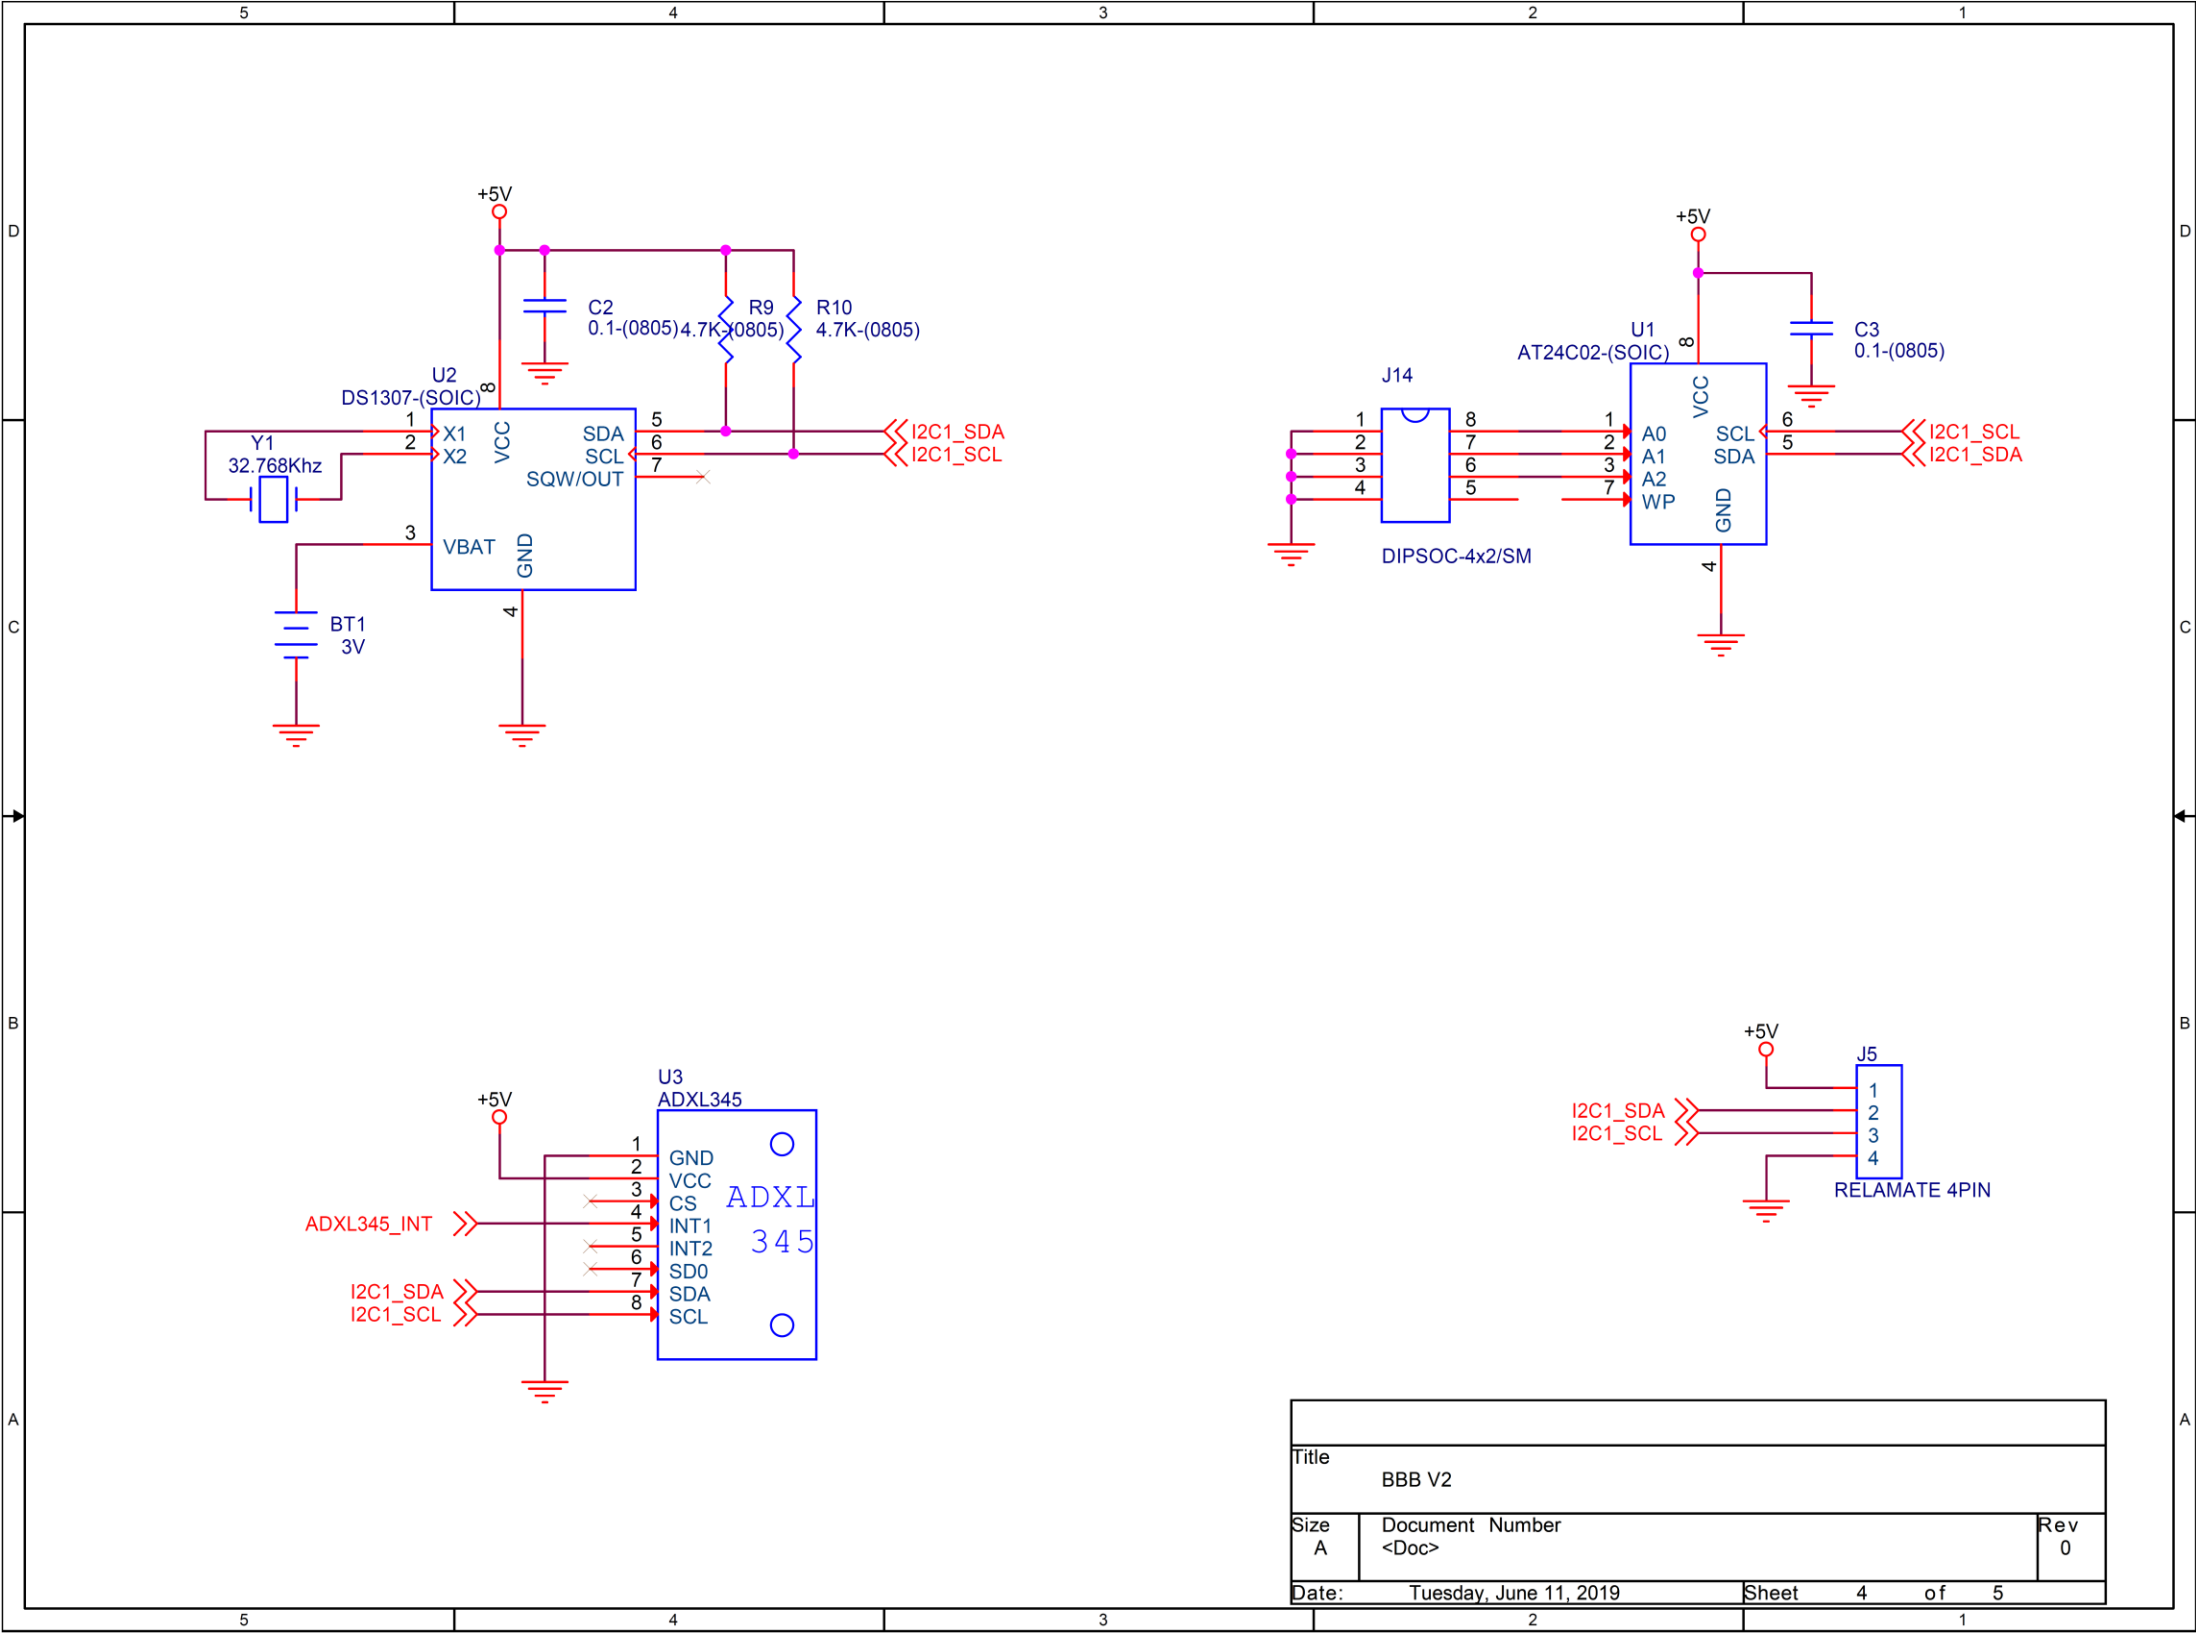 5 4 3 2 1
D
D
C
C
B
B
A
A
+5V
C2
0.1-(0805)
R9
4.7K-(0805)
R10
4.7K-(0805)
U2
DS1307-(SOIC)
8
1
X1
2
X2
VCC
SDA
5
SCL
6
SQW/OUT
7
I2C1_SDA
I2C1_SCL
Y1
32.768Khz
3
VBAT
GND
4
BT1
3V
+5V
U1
AT24C02-(SOIC)
8
C3
0.1-(0805)
J14
1 8
2 7
3 6
4 5
DIPSOC-4x2/SM
1 A0
2 A1
3 A2
7 WP
VCC
GND
SCL 6
SDA 5
4
I2C1_SCL
I2C1_SDA
+5V
U3
ADXL345
1 GND
2 VCC
3 CS
4 INT1
5 INT2
6 SD0
7 SDA
8 SCL
ADXL
345
ADXL345_INT
I2C1_SDA
I2C1_SCL
+5V
J5
1
2
3
4
I2C1_SDA
I2C1_SCL
RELAMATE 4PIN
Title
BBB V2
Size
A
Document Number
<Doc>
Rev
0
Date: Tuesday, June 11, 2019
Sheet 4 of 5
5 4 3 2 1